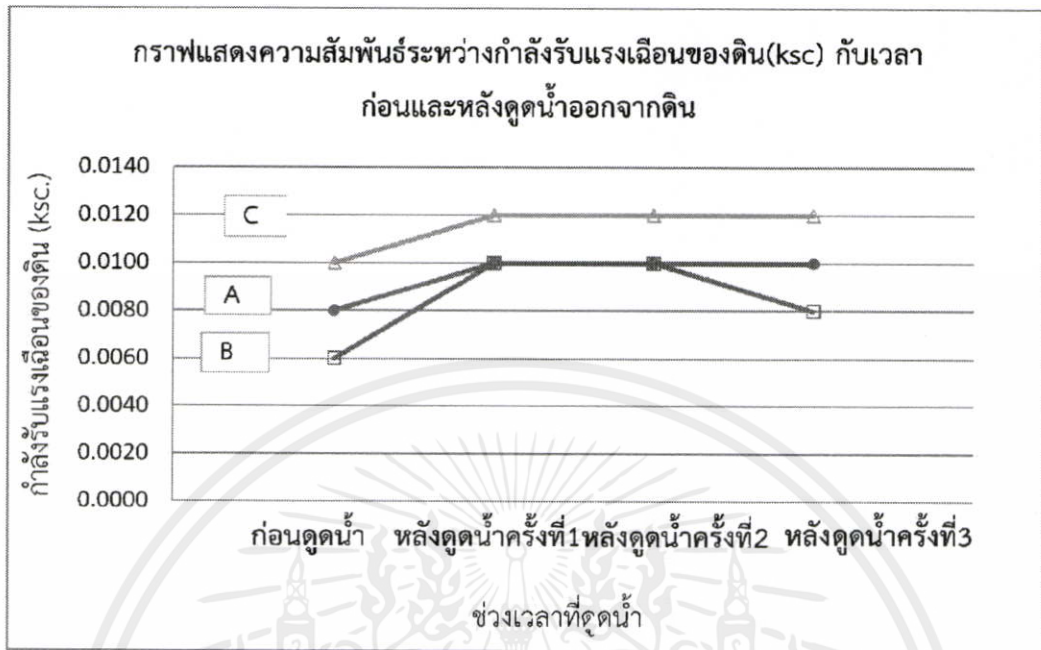 กราฟแสดงความสัมพันธ์ระหว่างกำลังรับแรงเฉือนของดิน(ksc) กับเวลา
ก่อนและหลังดูดน้ำออกจากดิน
กำลังรับแรงเฉือนของดิน (ksc.)
0.0140
0.0120
0.0100
0.0080
0.0060
0.0040
0.0020
0.0000
C
A
B
ก่อนดูดน้ำ หลังดูดน้ำครั้งที่1 หลังดูดน้ำครั้งที่2 หลังดูดน้ำครั้งที่3
ช่วงเวลาที่ดูดน้ำ